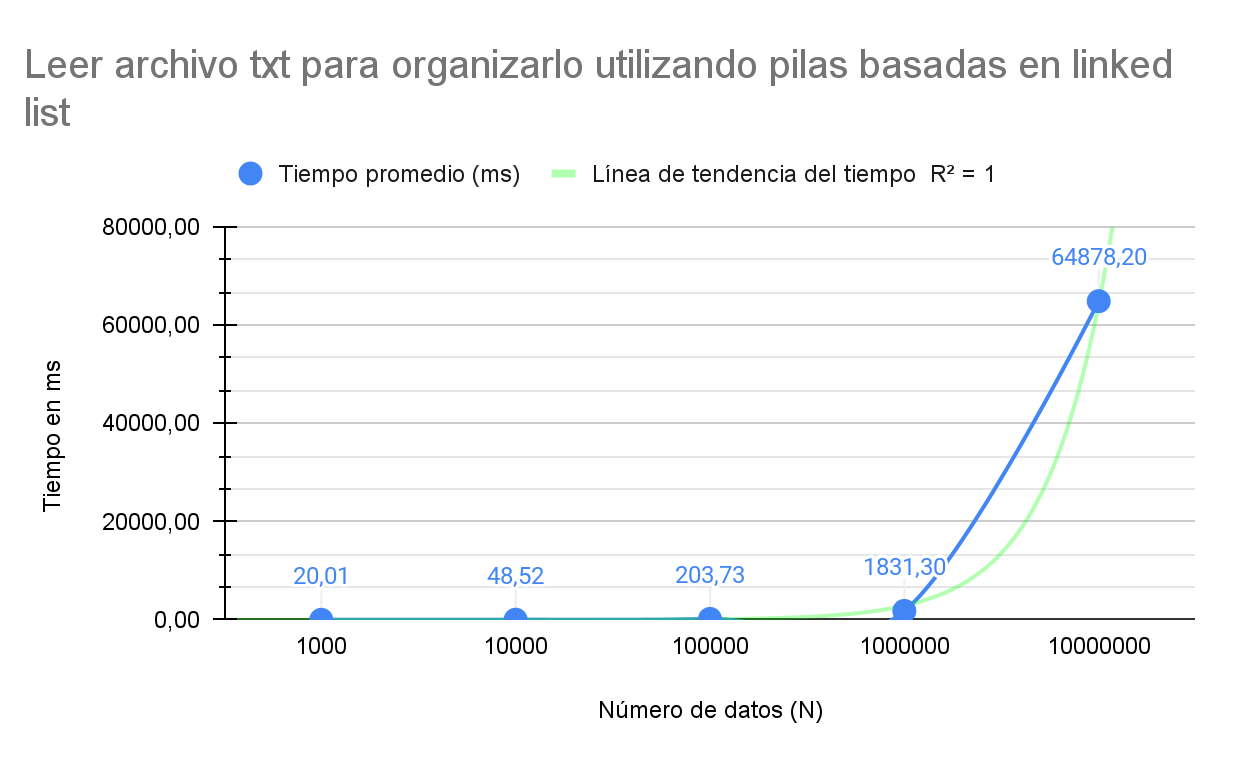 Leer archivo txt para organizarlo utilizando pilas basadas en linked
list
Tiempo promedio (ms)
Línea de tendencia del tiempo R² = 1
80000,00
60000,00
40000,00
20000,00
0,00
Tiempo en ms
20,01
48,52
203,73
1831,30
64878,20
1000
10000
100000
1000000
10000000
Número de datos (N)